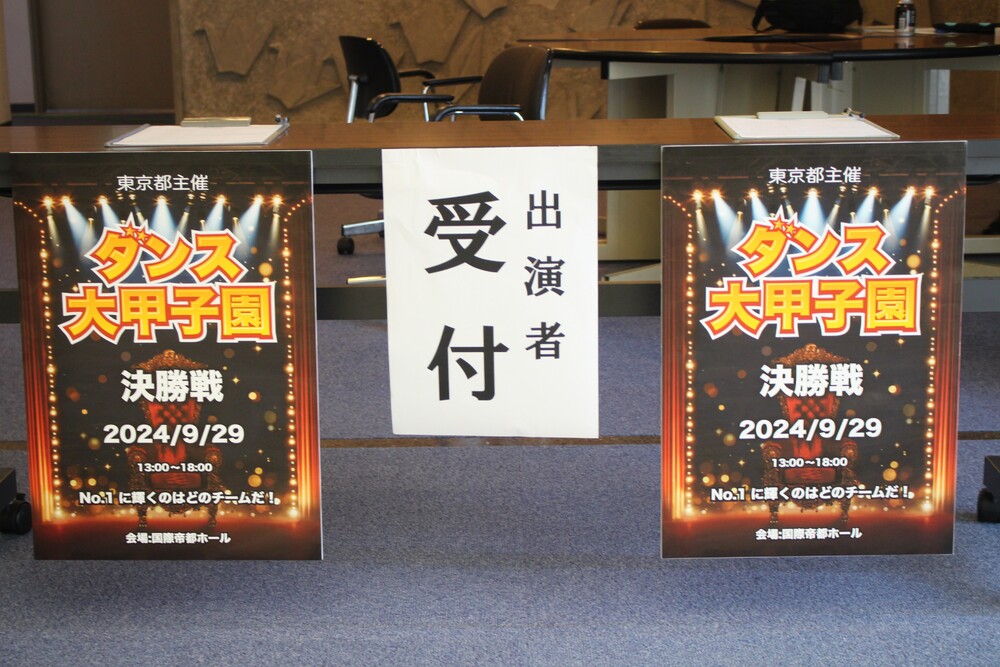 東京都主催
ダンス
大甲子園
決勝戦
2024/9/29
13:00～18:00
No.1 に輝くのはどのチームだ！
会場:国際帝都ホール
出演者
受付
東京都主催
ダンス
大甲子園
決勝戦
2024/9/29
13:00～18:00
No.1 に輝くのはどのチームだ！
会場:国際帝都ホール